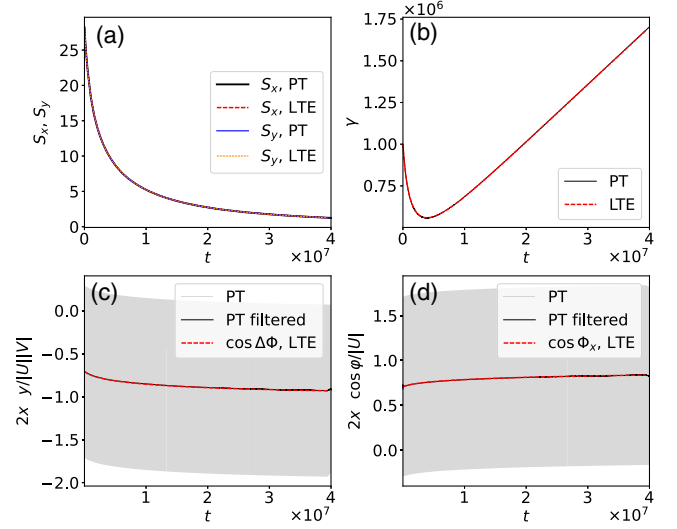 (a)
25
20
15
10
5
0
S_x, S_y
S_x, PT
S_x, LTE
S_y, PT
S_y, LTE
0 1 2 3 4
t
×10^7
×10^6
(b)
1.75
1.50
1.25
1.00
0.75
γ
PT
LTE
0 1 2 3 4
t
×10^7
(c)
0.0
−0.5
−1.0
−1.5
−2.0
2x y/|U||V|
PT
PT filtered
cos ΔΦ, LTE
0 1 2 3 4
t
×10^7
(d)
1.5
1.0
0.5
0.0
2x cos φ/|U|
PT
PT filtered
cos Φ_x, LTE
0 1 2 3 4
t
×10^7